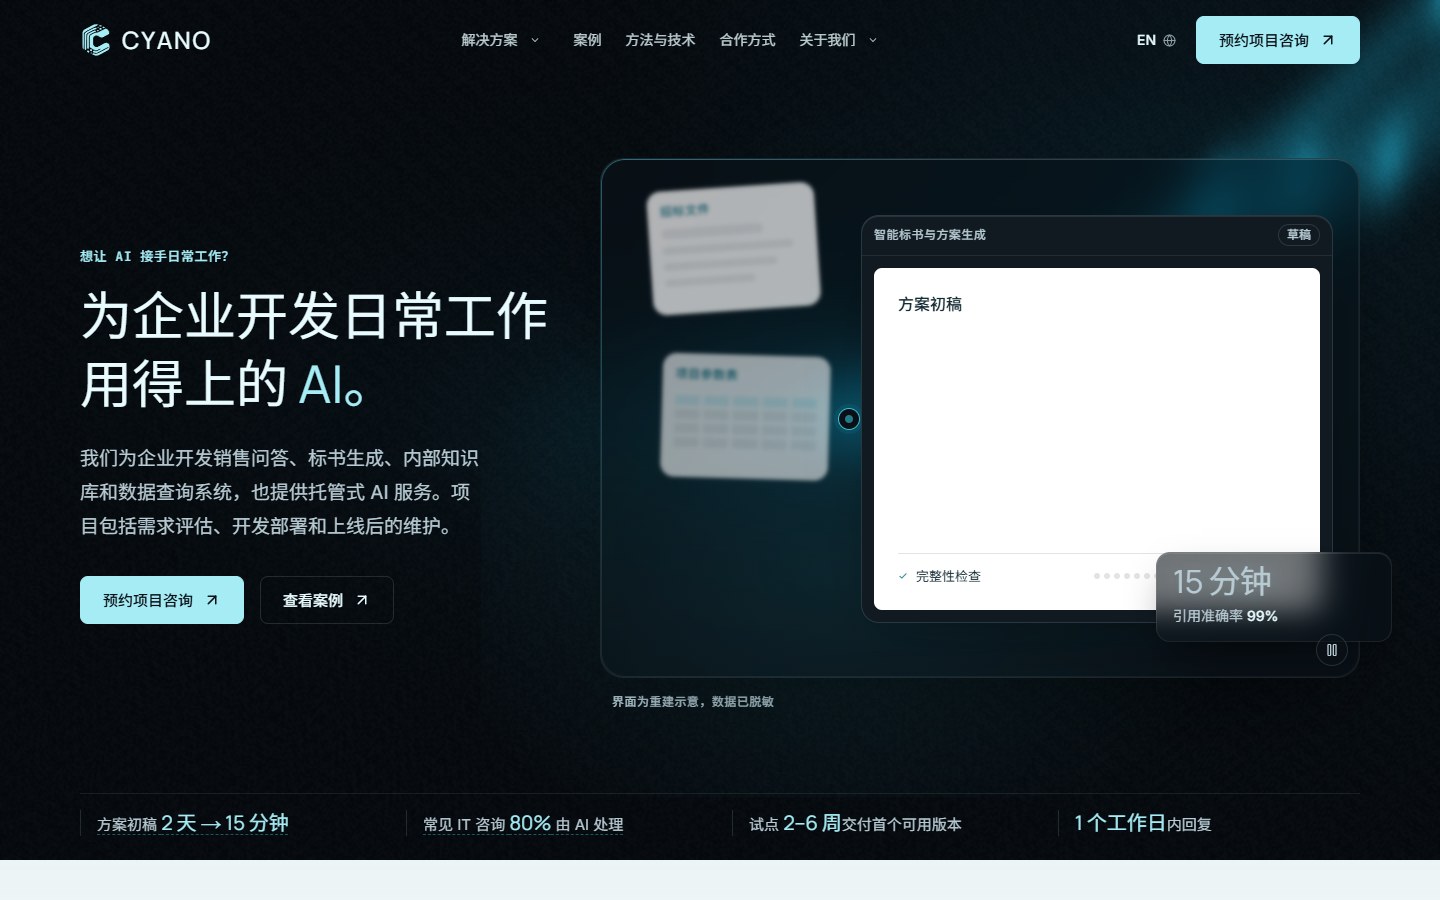 CYANO
解决方案
案例
方法与技术
合作方式
关于我们
EN
预约项目咨询
想让 AI 接手日常工作?
为企业开发日常工作
用得上的 AI。
我们为企业开发销售问答、标书生成、内部知识
库和数据查询系统，也提供托管式 AI 服务。项
目包括需求评估、开发部署和上线后的维护。
预约项目咨询
查看案例
招标文件
项目参数表
智能标书与方案生成
草稿
方案初稿
完整性检查
15 分钟
引用准确率 99%
界面为重建示意，数据已脱敏
方案初稿 2 天 → 15 分钟
常见 IT 咨询 80% 由 AI 处理
试点 2–6 周交付首个可用版本
1 个工作日内回复